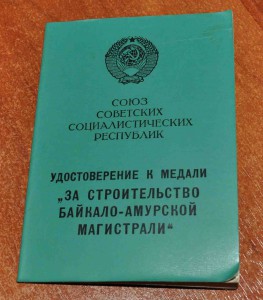 СОЮЗ
СОВЕТСКИХ
СОЦИАЛИСТИЧЕСКИХ
РЕСПУБЛИК
УДОСТОВЕРЕНИЕ К МЕДАЛИ
„ЗА СТРОИТЕЛЬСТВО
БАЙКАЛО-АМУРСКОЙ
МАГИСТРАЛИ“